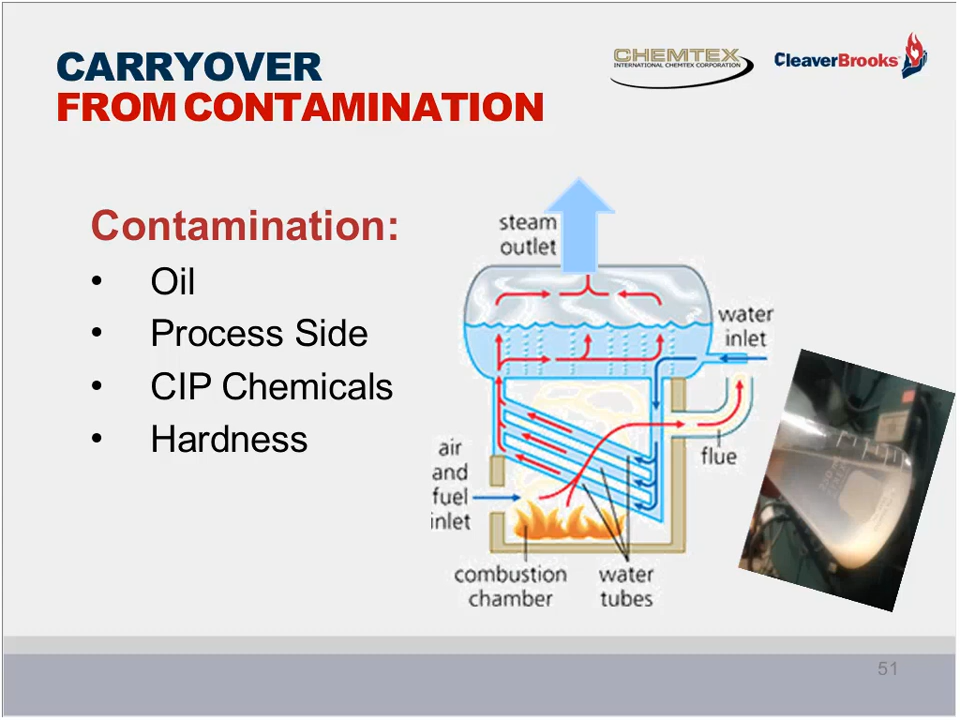 CARRYOVER
FROM CONTAMINATION
CHEMTEX
INTERNATIONAL CHEMTEX CORPORATION
CleaverBrooks
Contamination:
• Oil
• Process Side
• CIP Chemicals
• Hardness
steam
outlet
water
inlet
flue
air
and
fuel
inlet
combustion
chamber
water
tubes
51